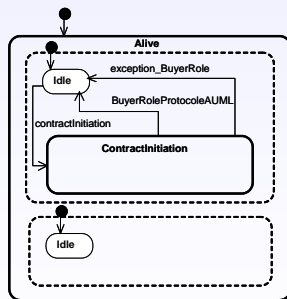 Alive
exception_BuyerRole
Idle
BuyerRoleProtocoleAUML
contractInitiation
ContractInitiation
Idle